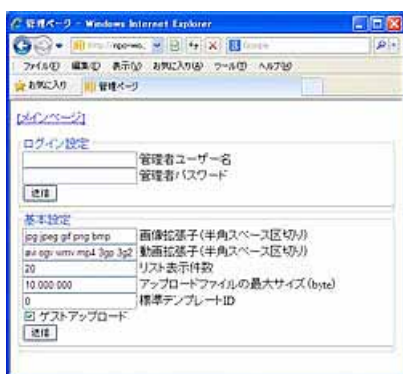 管理ページ - Windows Internet Explorer
Google
ファイル(F) 編集(E) 表示(V) お気に入り(A) ツール(T) ヘルプ(H)
お気に入り 管理ページ
[メインページ]
ログイン設定
管理者ユーザー名
管理者パスワード
送信
基本設定
jpg jpeg gif png bmp 画像拡張子(半角スペース区切り)
avi ogv wmv mp4 3gp 3g2 動画拡張子(半角スペース区切り)
20 リスト表示件数
10.000.000 アップロードファイルの最大サイズ(byte)
0 標準テンプレートID
ゲストアップロード
送信